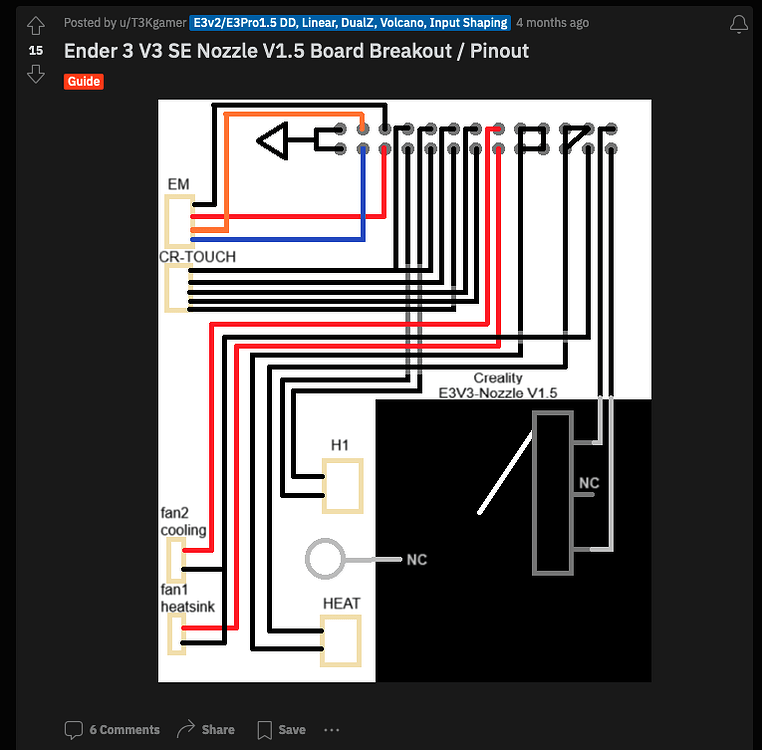 Posted by u/T3Kgamer E3v2/E3Pro1.5 DD, Linear, DualZ, Volcano, Input Shaping 4 months ago
15
Ender 3 V3 SE Nozzle V1.5 Board Breakout / Pinout
Guide
EM
CR-TOUCH
Creality
E3V3-Nozzle V1.5
H1
NC
fan2
cooling
NC
fan1
heatsink
HEAT
6 Comments Share Save ···